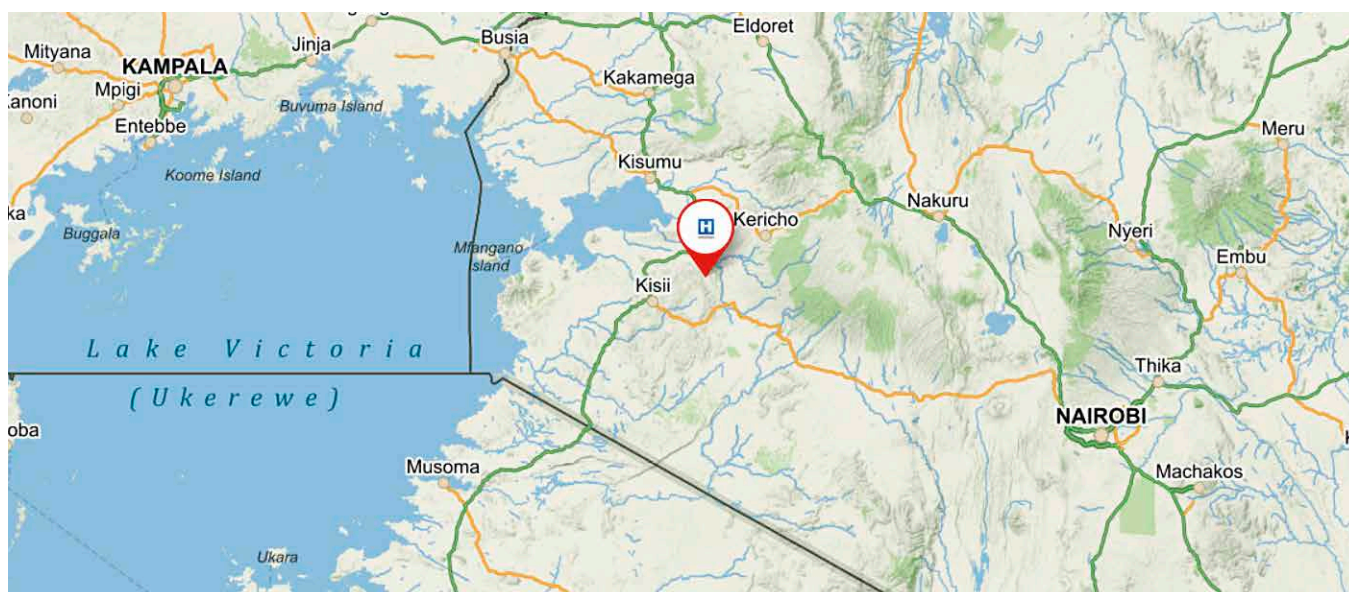 Busia
Eldoret
Mityana
Jinja
KAMPALA
Kakamega
Mpigi
Kanoni
Buvuma Island
Entebbe
Meru
Kisumu
Koome Island
Nakuru
Kericho
Buggala
Nyeri
H
Mfangano
Island
Embu
Kisii
Lake Victoria
(Ukerewe)
Thika
NAIROBI
oba
Musoma
Machakos
Ukara